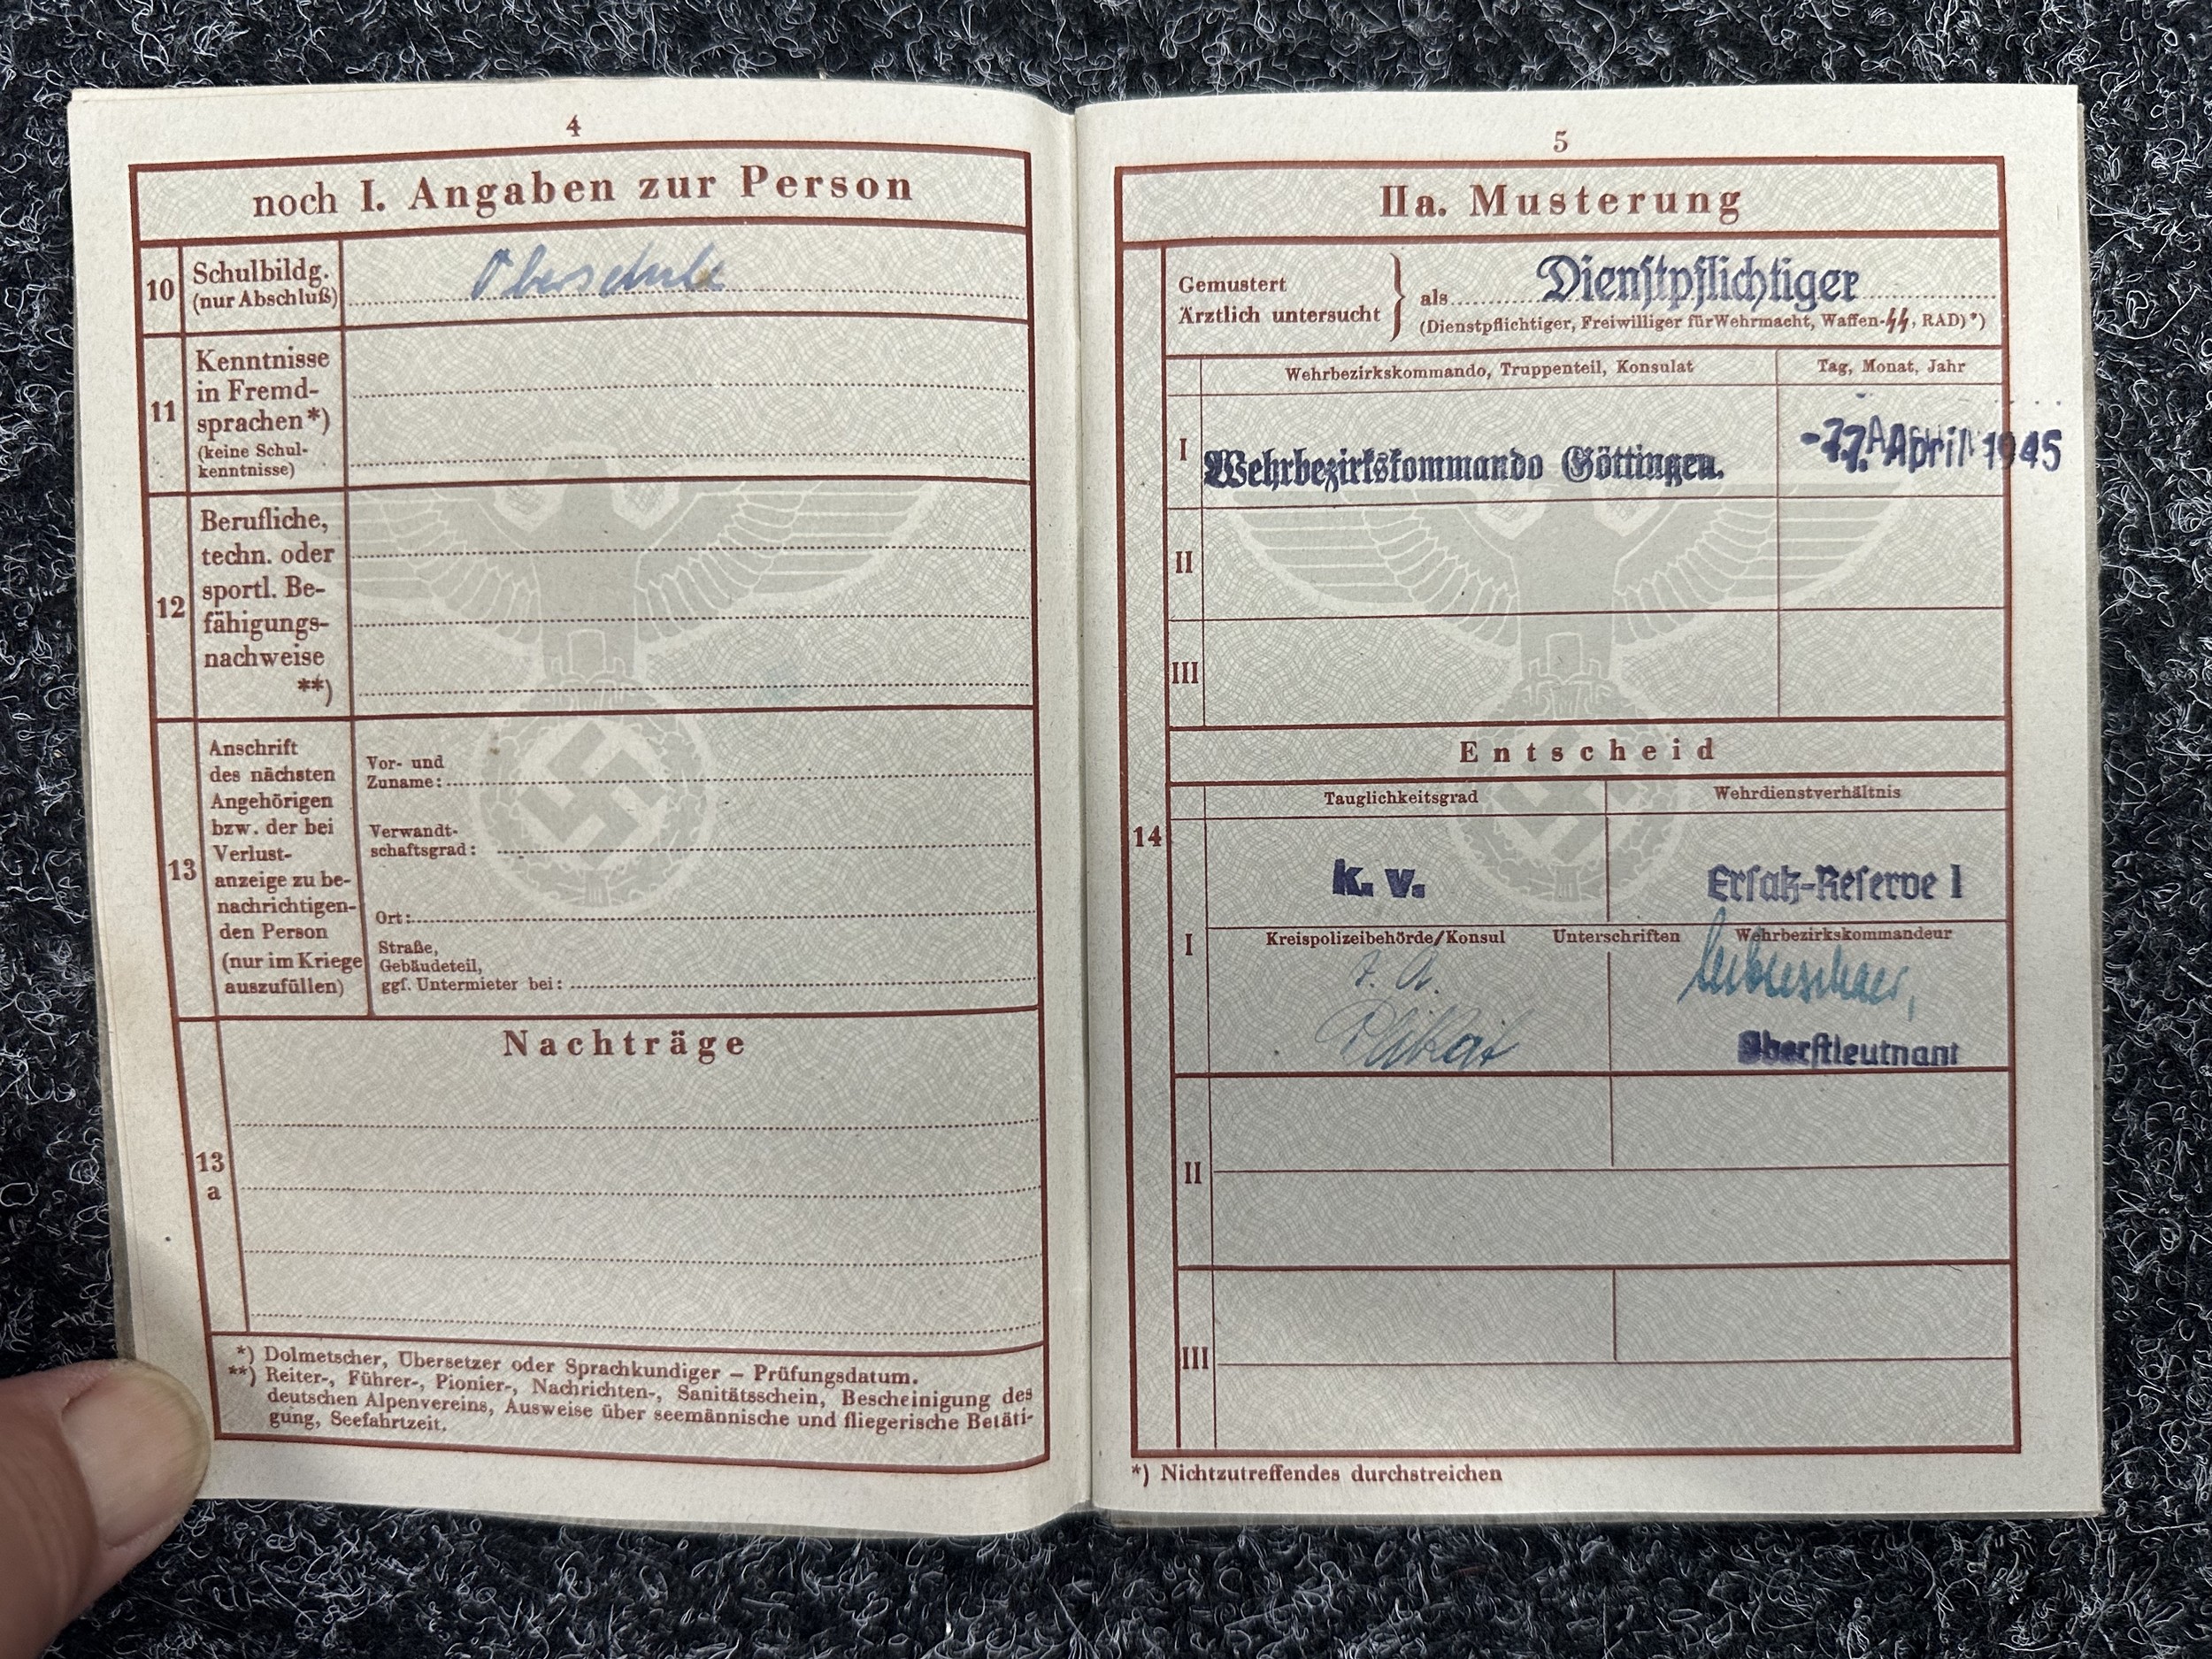 4
noch I. Angaben zur Person
10
Schulbildg.
(nur Abschluß)
Oberschule
11
Kenntnisse
in Fremd-
sprachen*)
(keine Schul-
kenntnisse)
12
Berufliche,
techn. oder
sportl. Be-
fähigungs-
nachweise
**)
13
Anschrift
des nächsten
Angehörigen
bzw. der bei
Verlust-
anzeige zu be-
nachrichtigen-
den Person
(nur im Kriege
auszufüllen)
Vor- und
Zuname:
Verwandt-
schaftsgrad:
Ort:
Straße,
Gebäudeteil,
ggf. Untermieter bei:
Nachträge
13
a
*) Dolmetscher, Übersetzer oder Sprachkundiger – Prüfungsdatum.
**) Reiter-, Führer-, Pionier-, Nachrichten-, Sanitätsschein, Bescheinigung des
deutschen Alpenvereins, Ausweise über seemännische und fliegerische Betäti-
gung, Seefahrtzeit.
5
IIa. Musterung
Gemustert
Ärztlich untersucht
als Dienstpflichtiger
(Dienstpflichtiger, Freiwilliger für Wehrmacht, Waffen-ᛋᛋ, RAD)*)
Wehrbezirkskommando, Truppenteil, Konsulat
Tag, Monat, Jahr
I
Wehrbezirkskommando Göttingen.
April 1945
II
III
Entscheid
14
Tauglichkeitsgrad
Wehrdienstverhältnis
I
k. v.
Ersatz-Reserve I
Kreispolizeibehörde/Konsul
Unterschriften
Wehrbezirkskommandeur
Oberstleutnant
II
III
*) Nichtzutreffendes durchstreichen